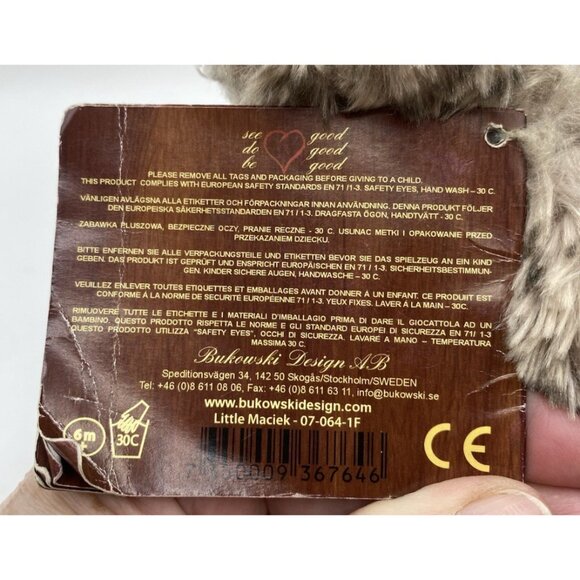 see good
do good
be good
PLEASE REMOVE ALL TAGS AND PACKAGING BEFORE GIVING TO A CHILD.
THIS PRODUCT COMPLIES WITH EUROPEAN SAFETY STANDARDS EN 71 /1-3. SAFETY EYES, HAND WASH – 30 C.
VÄNLIGEN AVLÄGSNA ALLA ETIKETTER OCH FÖRPACKNINGAR INNAN ANVÄNDNING. DENNA PRODUKT FÖLJER
DEN EUROPEISKA SÄKERHETSSTANDARDEN EN 71/ 1-3. DRAGFASTA ÖGON, HANDTVÄTT - 30 C.
ZABAWKA PLUSZOWA, BEZPIECZNE OCZY, PRANIE RECZNE - 30 C. USUNAC METKI I OPAKOWANIE PRZED
PRZEKAZANIEM DZIECKU.
BITTE ENFERNEN SIE ALLE VERPACKUNGSTEILE UND ETIKETTEN BEVOR SIE DAS SPIELZEUG AN EIN KIND
GEBEN. DAS PRODUKT IST GEPRÜFT UND ENSPRICHT EUROPÄISCHEN EN 71/ 1-3. SICHERHEITSBESTIMMUN-
GEN. KINDER SICHERE AUGEN, HANDWASCHE – 30 C.
VEUILLEZ ENLEVER TOUTES ETIQUETTES ET EMBALLAGES AVANT DONNER À UN ENFANT. CE PRODUIT EST
CONFORME À LA NORME DE SECURITE EUROPÉENNE 71/ 1-3. YEUX FIXES. LAVER A LA MAIN – 30C.
RIMUOVERE TUTTE LE ETICHETTE E I MATERIALI D'IMBALLAGIO PRIMA DI DARE IL GIOCATTOLO AD UN
BAMBINO. QUESTO PRODOTTO RISPETTA LE NORME E GLI STANDARD EUROPEI DI SICUREZZA EN 71/ 1-3
QUESTO PRODOTTO UTILIZZA "SAFETY EYES", OCCHI DI SICUREZZA. LAVARE A MANO – TEMPERATURA
MASSIMA 30 C.
Bukowski Design AB
Speditionsvägen 34, 142 50 Skogås/Stockholm/SWEDEN
Tel: +46 (0)8 611 08 06, Fax: +46 (0)8 611 63 11, info@bukowski.se
www.bukowskidesign.com
Little Maciek - 07-064-1F
6m
+
30C
0009 367646
CE